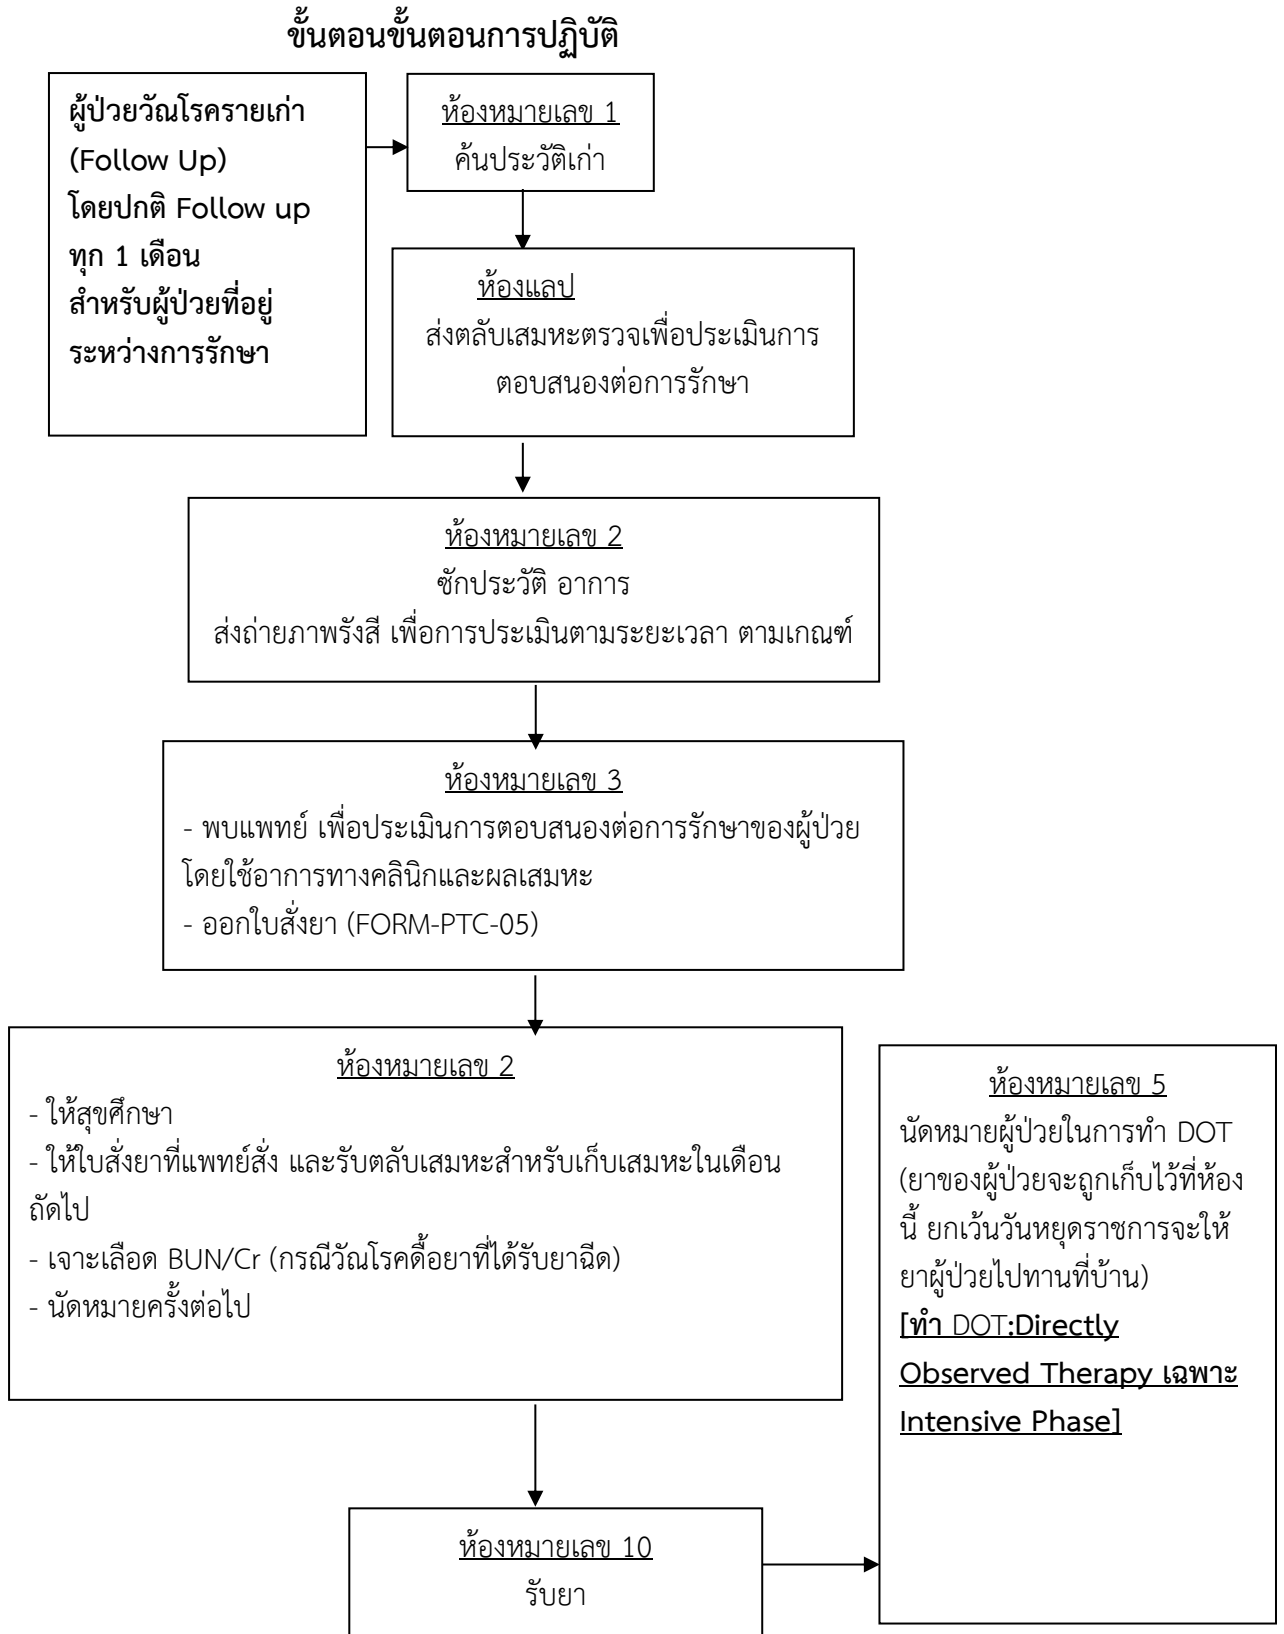 ขั้นตอนขั้นตอนการปฏิบัติ
ผู้ป่วยวัณโรครายเก่า
(Follow Up)
โดยปกติ Follow up
ทุก 1 เดือน
สำหรับผู้ป่วยที่อยู่
ระหว่างการรักษา
ห้องหมายเลข 1
ค้นประวัติเก่า
ห้องแลป
ส่งตลับเสมหะตรวจเพื่อประเมินการ
ตอบสนองต่อการรักษา
ห้องหมายเลข 2
ซักประวัติ อาการ
ส่งถ่ายภาพรังสี เพื่อการประเมินตามระยะเวลา ตามเกณฑ์
ห้องหมายเลข 3
- พบแพทย์ เพื่อประเมินการตอบสนองต่อการรักษาของผู้ป่วย
โดยใช้อาการทางคลินิกและผลเสมหะ
- ออกใบสั่งยา (FORM-PTC-05)
ห้องหมายเลข 2
- ให้สุขศึกษา
- ให้ใบสั่งยาที่แพทย์สั่ง และรับตลับเสมหะสำหรับเก็บเสมหะในเดือน
ถัดไป
- เจาะเลือด BUN/Cr (กรณีวัณโรคดื้อยาที่ได้รับยาฉีด)
- นัดหมายครั้งต่อไป
ห้องหมายเลข 10
รับยา
ห้องหมายเลข 5
นัดหมายผู้ป่วยในการทำ DOT
(ยาของผู้ป่วยจะถูกเก็บไว้ที่ห้อง
นี้ ยกเว้นวันหยุดราชการจะให้
ยาผู้ป่วยไปทานที่บ้าน)
[ทำ DOT:Directly
Observed Therapy เฉพาะ
Intensive Phase]